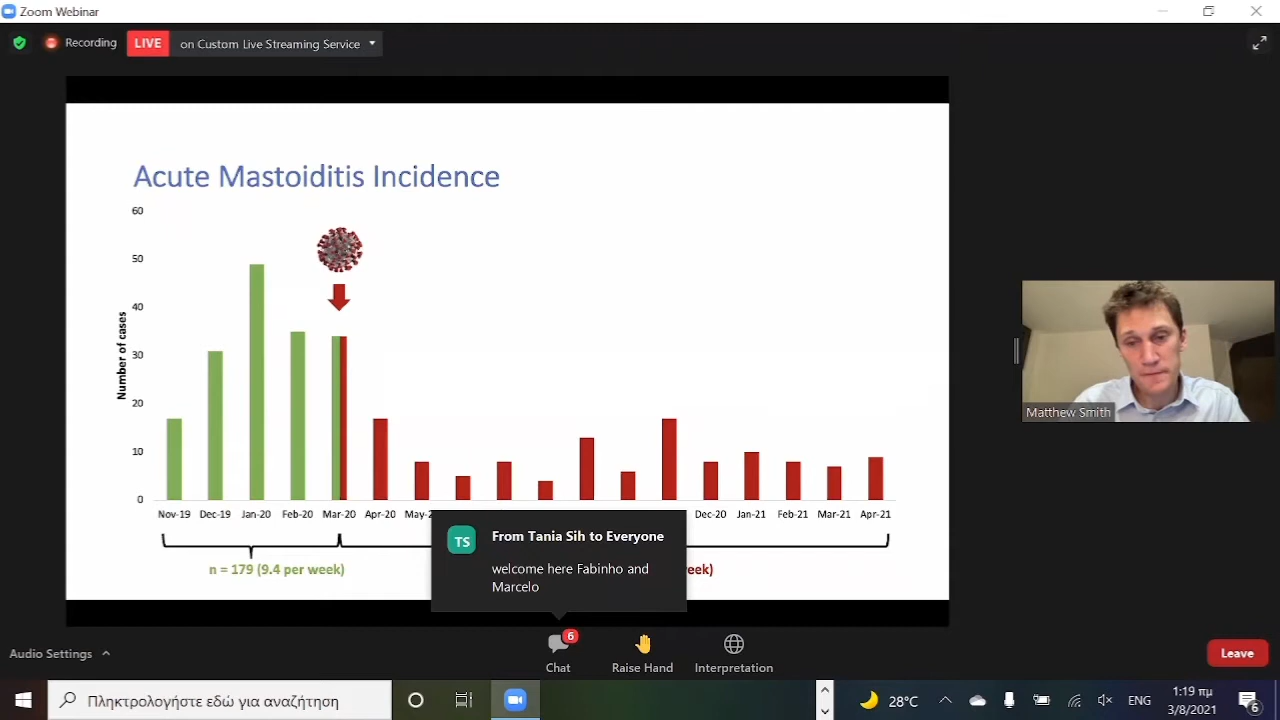 Zoom Webinar
Recording
LIVE
on Custom Live Streaming Service
Acute Mastoiditis Incidence
60
50
40
30
20
10
0
Number of cases
Nov-19 Dec-19 Jan-20 Feb-20 Mar-20 Apr-20 May-2 Dec-20 Jan-21 Feb-21 Mar-21 Apr-21
n = 179 (9.4 per week)
week)
TS
From Tania Sih to Everyone
welcome here Fabinho and
Marcelo
Matthew Smith
Audio Settings
6
Chat
Raise Hand
Interpretation
Leave
Πληκτρολογήστε εδώ για αναζήτηση
28°C
ENG
1:19 πμ
3/8/2021
6